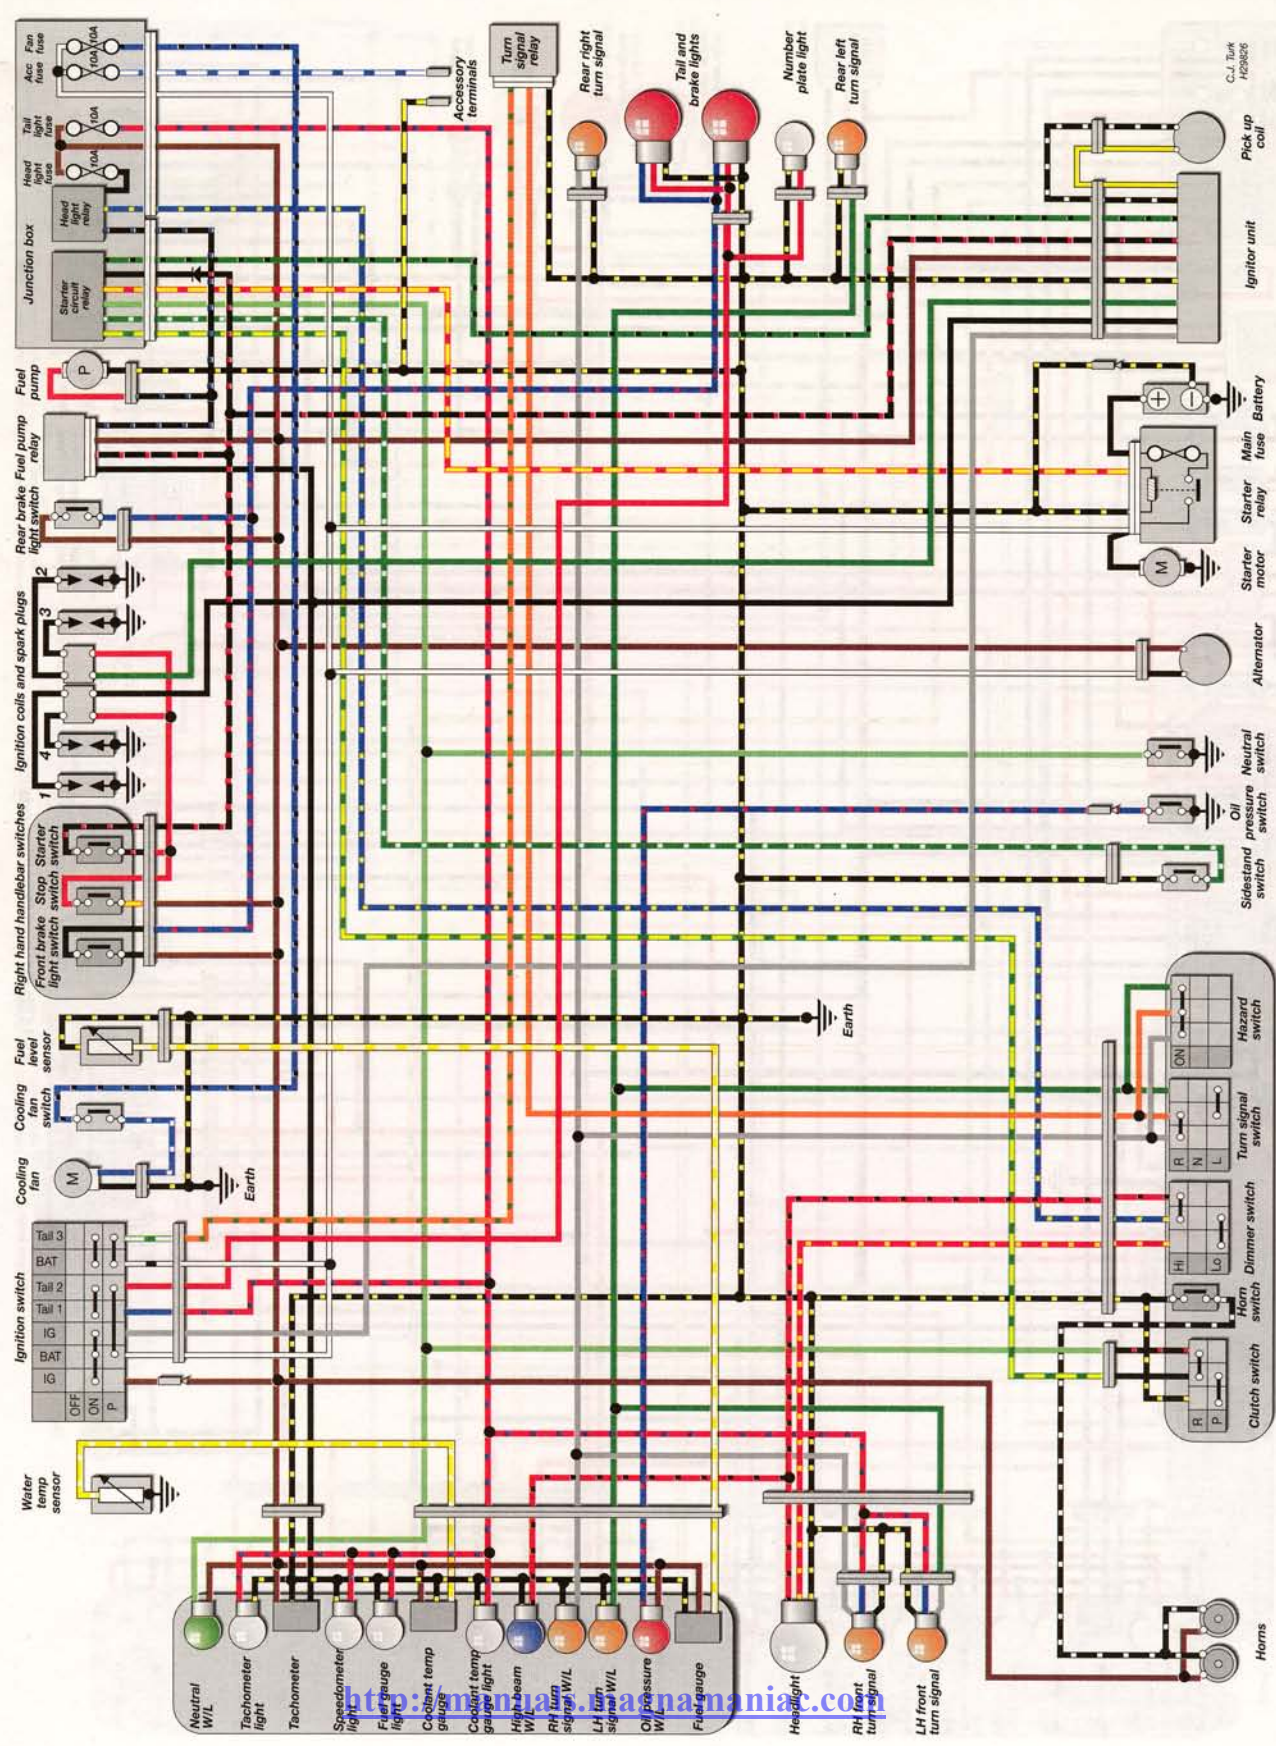 Fan
fuse
Acc
fuse
Tail
light
fuse
Head
light
fuse
10A
10A
10A
10A
Head
light
relay
Junction box
Starter
circuit
relay
Fuel
pump
P
Fuel pump
relay
Rear brake
light switch
2
3
Ignition coils and spark plugs
4
1
Right hand handlebar switches
Starter
switch
Stop
switch
Front brake
light switch
Fuel
level
sensor
Cooling
fan
switch
Cooling
fan
M
Earth
Ignition switch
Tail 3
BAT
Tail 2
Tail 1
IG
BAT
IG
OFF
ON
P
Water
temp
sensor
Accessory
terminals
Turn
signal
relay
Rear right
turn signal
Tail and
brake lights
Number
plate light
Rear left
turn signal
C.J. Turk
H29826
Pick up
coil
Ignitor unit
Battery
Main
fuse
Starter
relay
Starter
motor
M
Alternator
Neutral
switch
Oil
pressure
switch
Sidestand
switch
Earth
Hazard
switch
ON
Turn signal
switch
R
N
L
Dimmer switch
Hi
Lo
Horn
switch
Clutch switch
R
P
Horns
Neutral
W/L
Tachometer
light
Tachometer
Speedometer
light
Fuel gauge
light
Coolant temp
gauge
Coolant temp
gauge light
High beam
W/L
RH turn
signal W/L
LH turn
signal W/L
Oil pressure
W/L
Fuel gauge
Headlight
RH front
turn signal
LH front
turn signal
http://manuals.magnamaniac.com